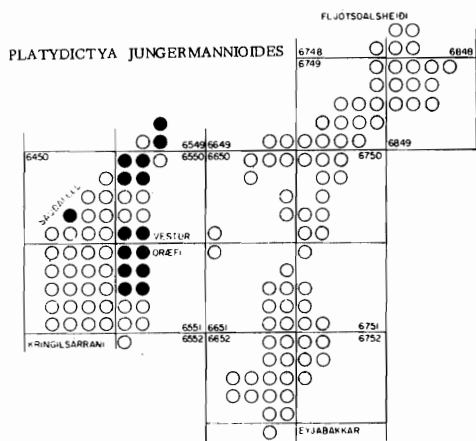 FLJÓTSDALSHEIÐI
PLATYDICTYA JUNGERMANNIOIDES
6748 6848
6749
6549 6649 6849
6450 6550 6650 6750
VESTUR
ÖRÆFI
6551 6651 6751
KRINGILSÁRRANI 6552 6652 6752
EYJABAKKAR